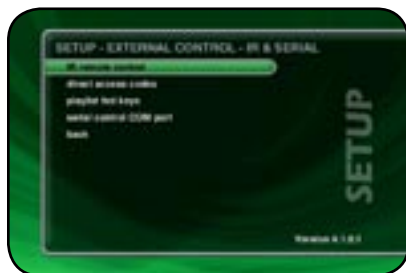 SETUP - EXTERNAL CONTROL - IR & SERIAL
IR remote control
direct access codes
playlist hot keys
serial control COM port
back
SETUP